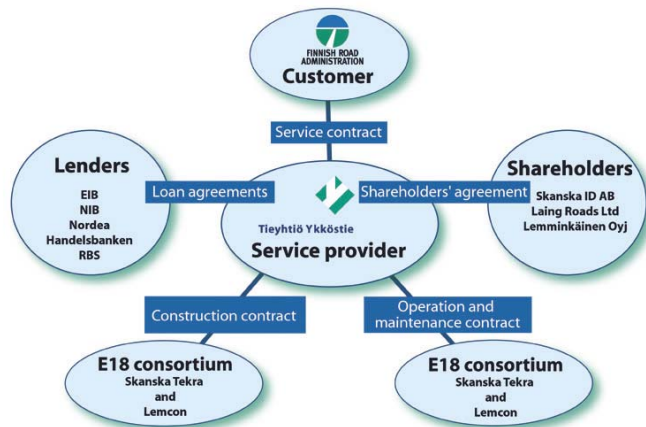 FINNISH ROAD
ADMINISTRATION
Customer
Service contract
Lenders
EIB
NIB
Nordea
Handelsbanken
RBS
Loan agreements
Shareholders' agreement
Shareholders
Skanska ID AB
Laing Roads Ltd
Lemminkäinen Oyj
Tieyhtiö Ykköstie
Service provider
Construction contract
Operation and
maintenance contract
E18 consortium
Skanska Tekra
and
Lemcon
E18 consortium
Skanska Tekra
and
Lemcon